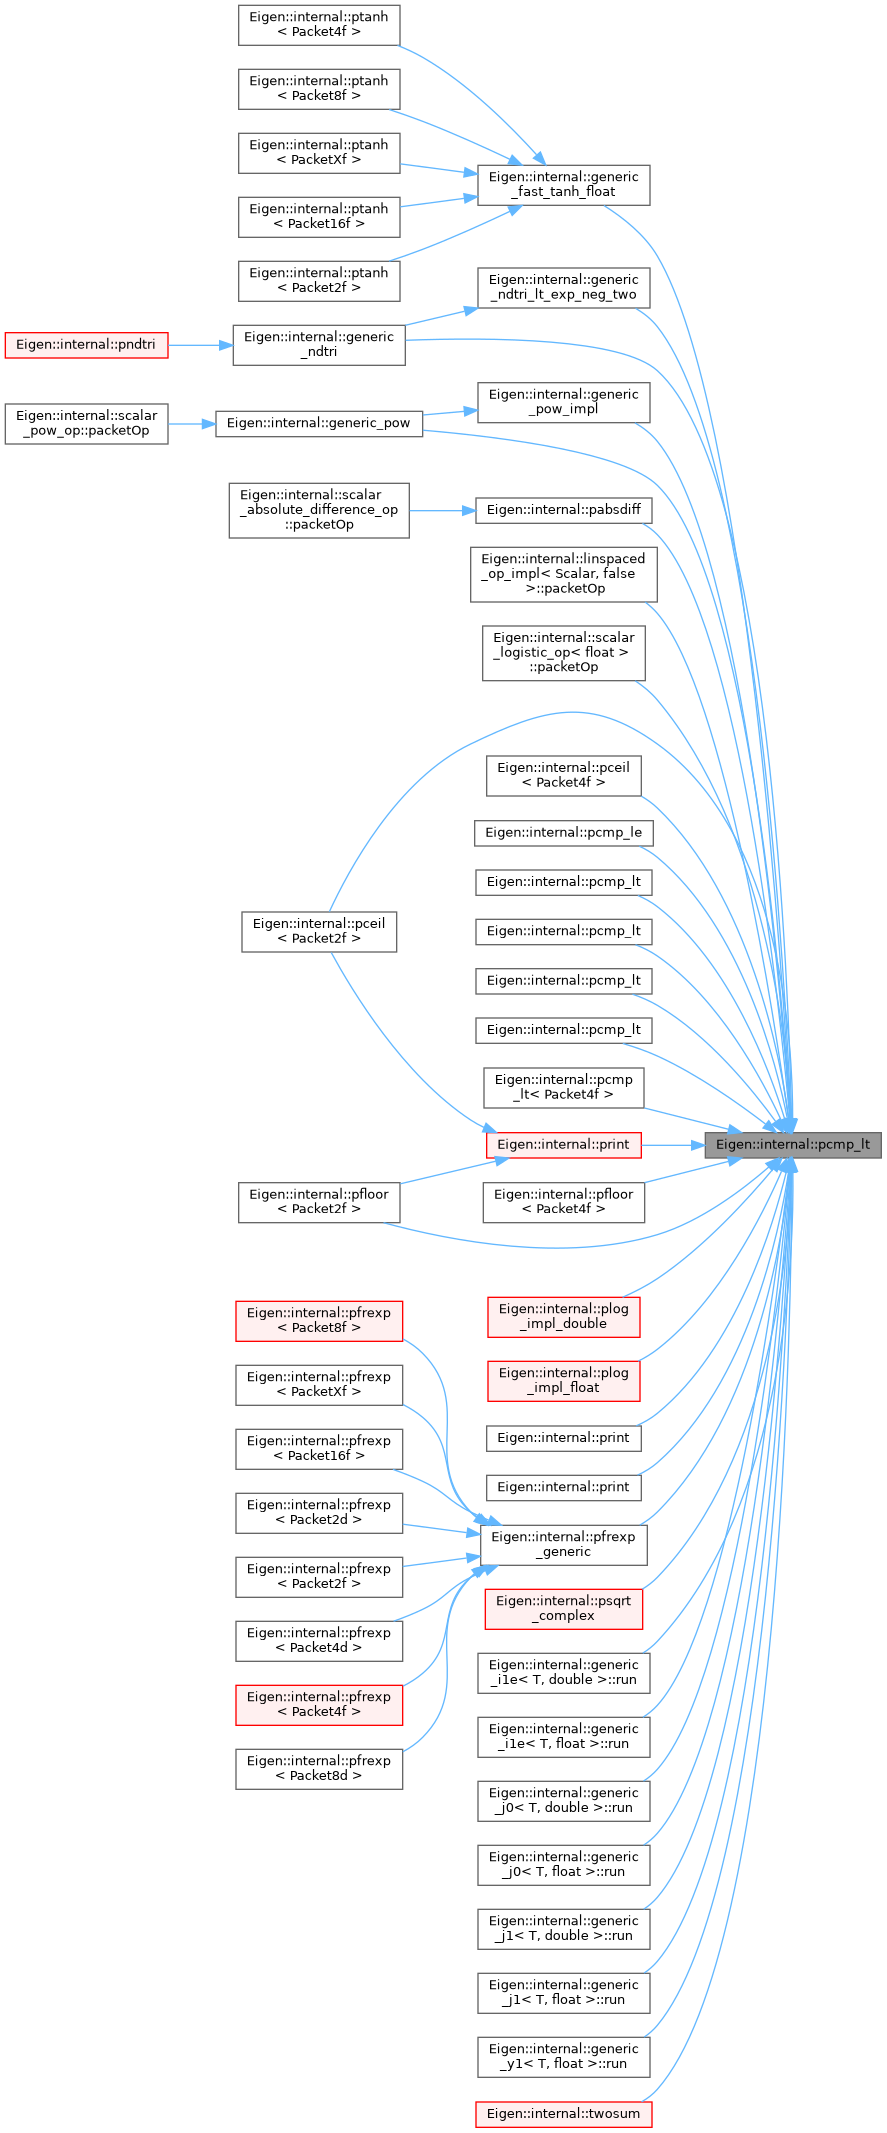 Eigen::internal::ptanh
< Packet4f >
Eigen::internal::ptanh
< Packet8f >
Eigen::internal::ptanh
< PacketXf >
Eigen::internal::generic
_fast_tanh_float
Eigen::internal::ptanh
< Packet16f >
Eigen::internal::ptanh
< Packet2f >
Eigen::internal::generic
_ndtri_lt_exp_neg_two
Eigen::internal::pndtri
Eigen::internal::generic
_ndtri
Eigen::internal::generic
_pow_impl
Eigen::internal::scalar
_pow_op::packetOp
Eigen::internal::generic_pow
Eigen::internal::scalar
_absolute_difference_op
::packetOp
Eigen::internal::pabsdiff
Eigen::internal::linspaced
_op_impl< Scalar, false
>::packetOp
Eigen::internal::scalar
_logistic_op< float >
::packetOp
Eigen::internal::pceil
< Packet4f >
Eigen::internal::pcmp_le
Eigen::internal::pcmp_lt
Eigen::internal::pceil
< Packet2f >
Eigen::internal::pcmp_lt
Eigen::internal::pcmp_lt
Eigen::internal::pcmp_lt
Eigen::internal::pcmp
_lt< Packet4f >
Eigen::internal::print
Eigen::internal::pcmp_lt
Eigen::internal::pfloor
< Packet2f >
Eigen::internal::pfloor
< Packet4f >
Eigen::internal::plog
_impl_double
Eigen::internal::pfrexp
< Packet8f >
Eigen::internal::plog
_impl_float
Eigen::internal::pfrexp
< PacketXf >
Eigen::internal::print
Eigen::internal::pfrexp
< Packet16f >
Eigen::internal::print
Eigen::internal::pfrexp
< Packet2d >
Eigen::internal::pfrexp
_generic
Eigen::internal::pfrexp
< Packet2f >
Eigen::internal::psqrt
_complex
Eigen::internal::pfrexp
< Packet4d >
Eigen::internal::generic
_i1e< T, double >::run
Eigen::internal::pfrexp
< Packet4f >
Eigen::internal::generic
_i1e< T, float >::run
Eigen::internal::pfrexp
< Packet8d >
Eigen::internal::generic
_j0< T, double >::run
Eigen::internal::generic
_j0< T, float >::run
Eigen::internal::generic
_j1< T, double >::run
Eigen::internal::generic
_j1< T, float >::run
Eigen::internal::generic
_y1< T, float >::run
Eigen::internal::twosum